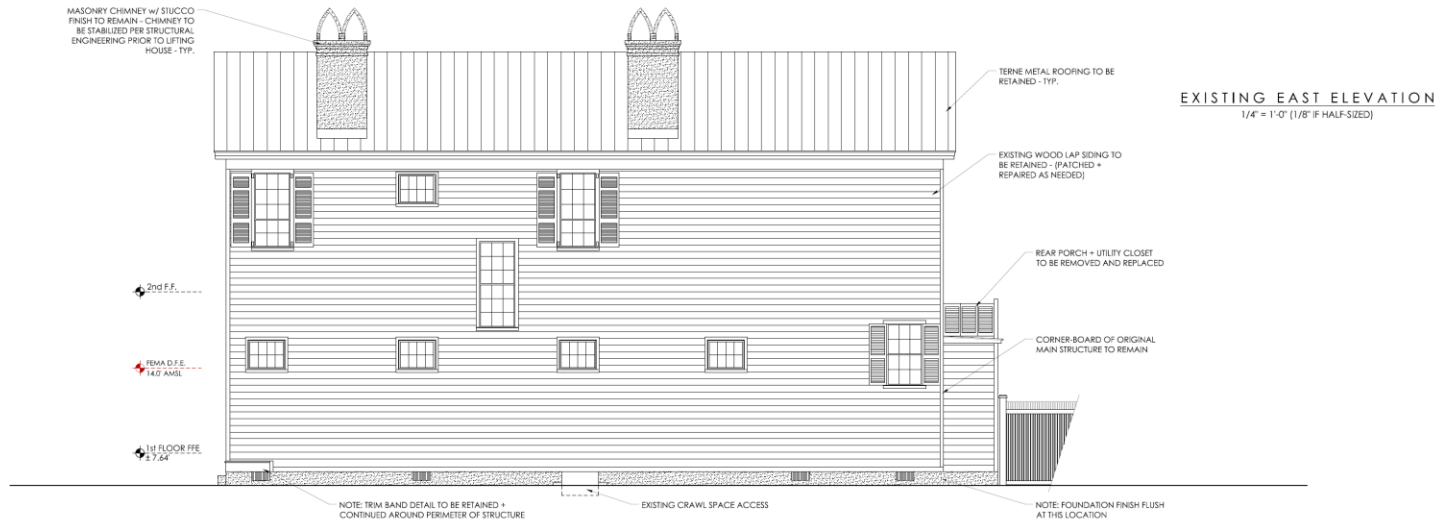 MASONRY CHIMNEY w/ STUCCO
FINISH TO REMAIN - CHIMNEY TO
BE STABILIZED PER STRUCTURAL
ENGINEERING PRIOR TO LIFTING
HOUSE - TYP.
TERNE METAL ROOFING TO BE
RETAINED - TYP.
EXISTING EAST ELEVATION
1/4" = 1'-0" (1/8" IF HALF-SIZED)
EXISTING WOOD LAP SIDING TO
BE RETAINED - (PATCHED +
REPAIRED AS NEEDED)
REAR PORCH + UTILITY CLOSET
TO BE REMOVED AND REPLACED
2nd F.F.
CORNER-BOARD OF ORIGINAL
MAIN STRUCTURE TO REMAIN
FEMA D.F.E.
14.0' AMSL
1st FLOOR FFE
± 7.64'
NOTE: TRIM BAND DETAIL TO BE RETAINED +
CONTINUED AROUND PERIMETER OF STRUCTURE
EXISTING CRAWL SPACE ACCESS
NOTE: FOUNDATION FINISH FLUSH
AT THIS LOCATION